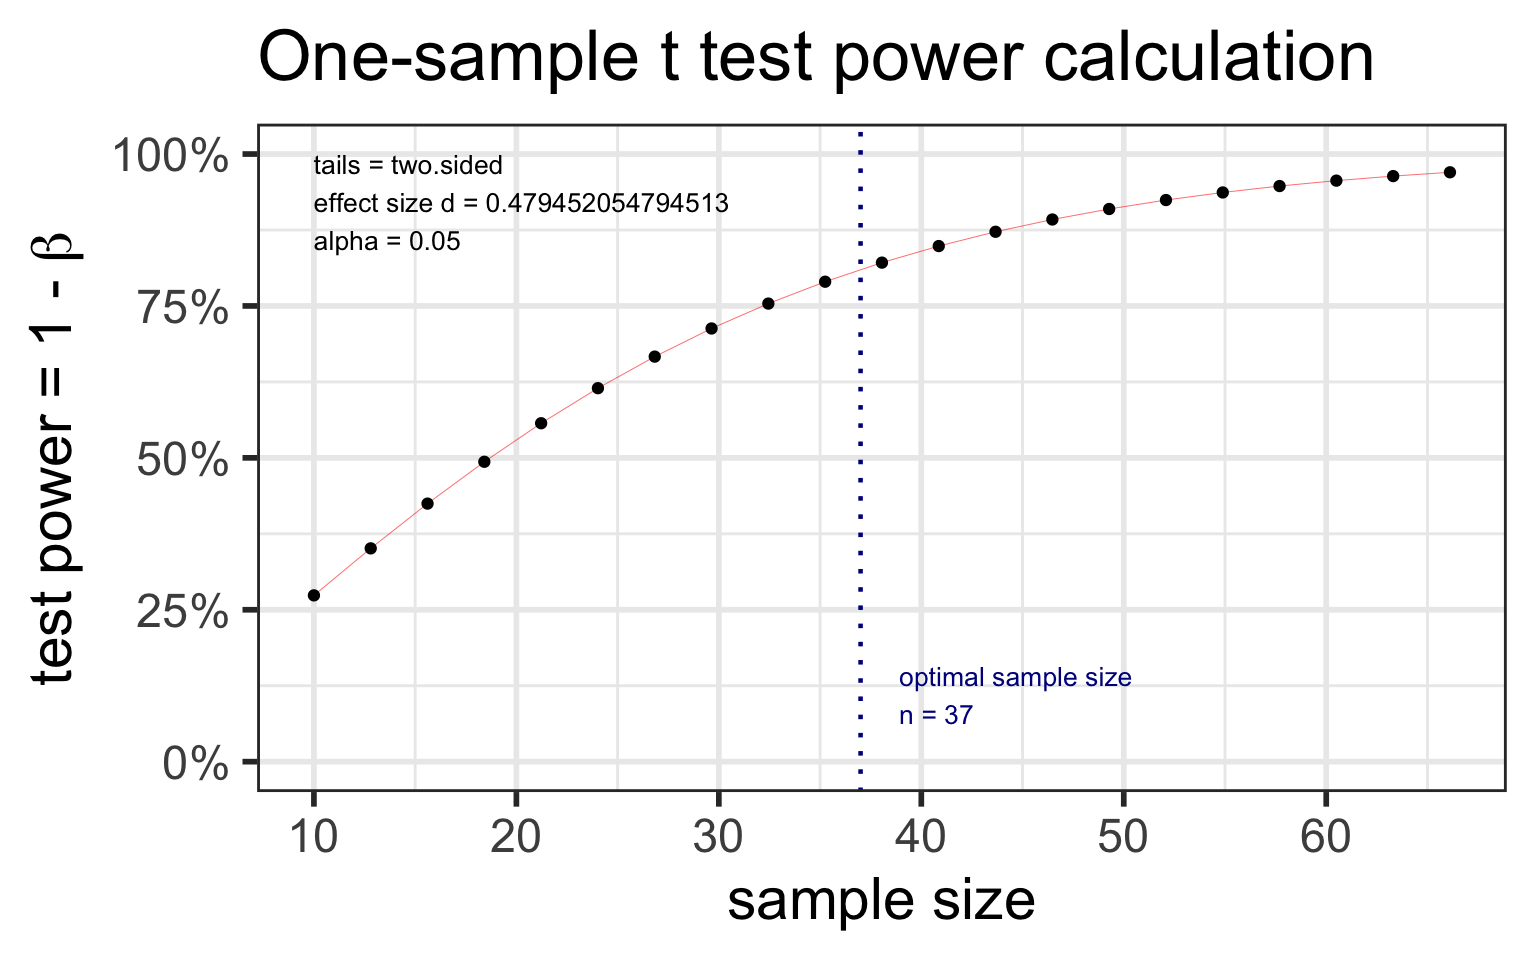 One-sample t test power calculation
100%
75%
50%
25%
0%
test power = 1 - β
tails = two.sided
effect size d = 0.479452054794513
alpha = 0.05
optimal sample size
n = 37
10 20 30 40 50 60
sample size